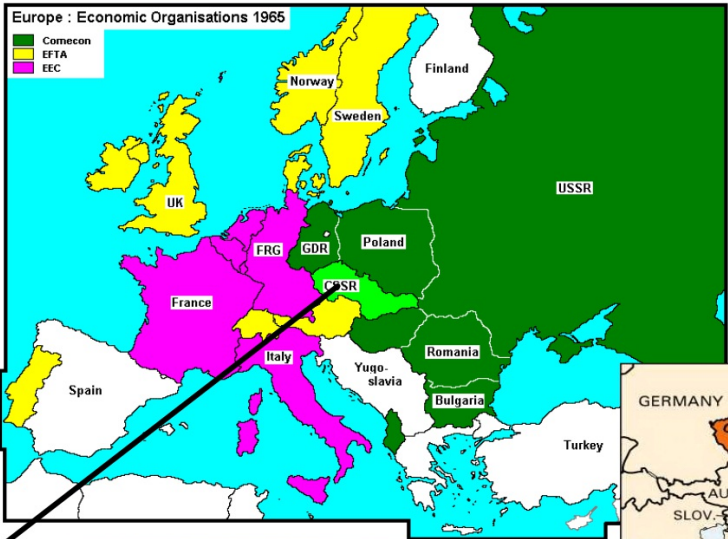 Europe : Economic Organisations 1965
Comecon
EFTA
EEC
Finland
Norway
Sweden
USSR
UK
FRG
GDR
Poland
CSSR
France
Italy
Romania
Yugo-
slavia
Spain
Bulgaria
Turkey
GERMANY
SLOV.